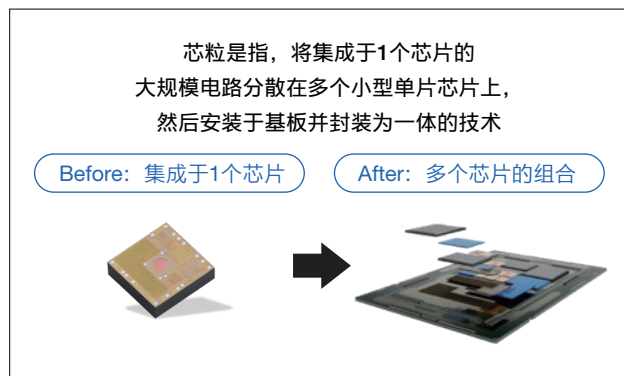 芯粒是指，将集成于1个芯片的
大规模电路分散在多个小型单片芯片上，
然后安装于基板并封装为一体的技术
Before：集成于1个芯片
After：多个芯片的组合